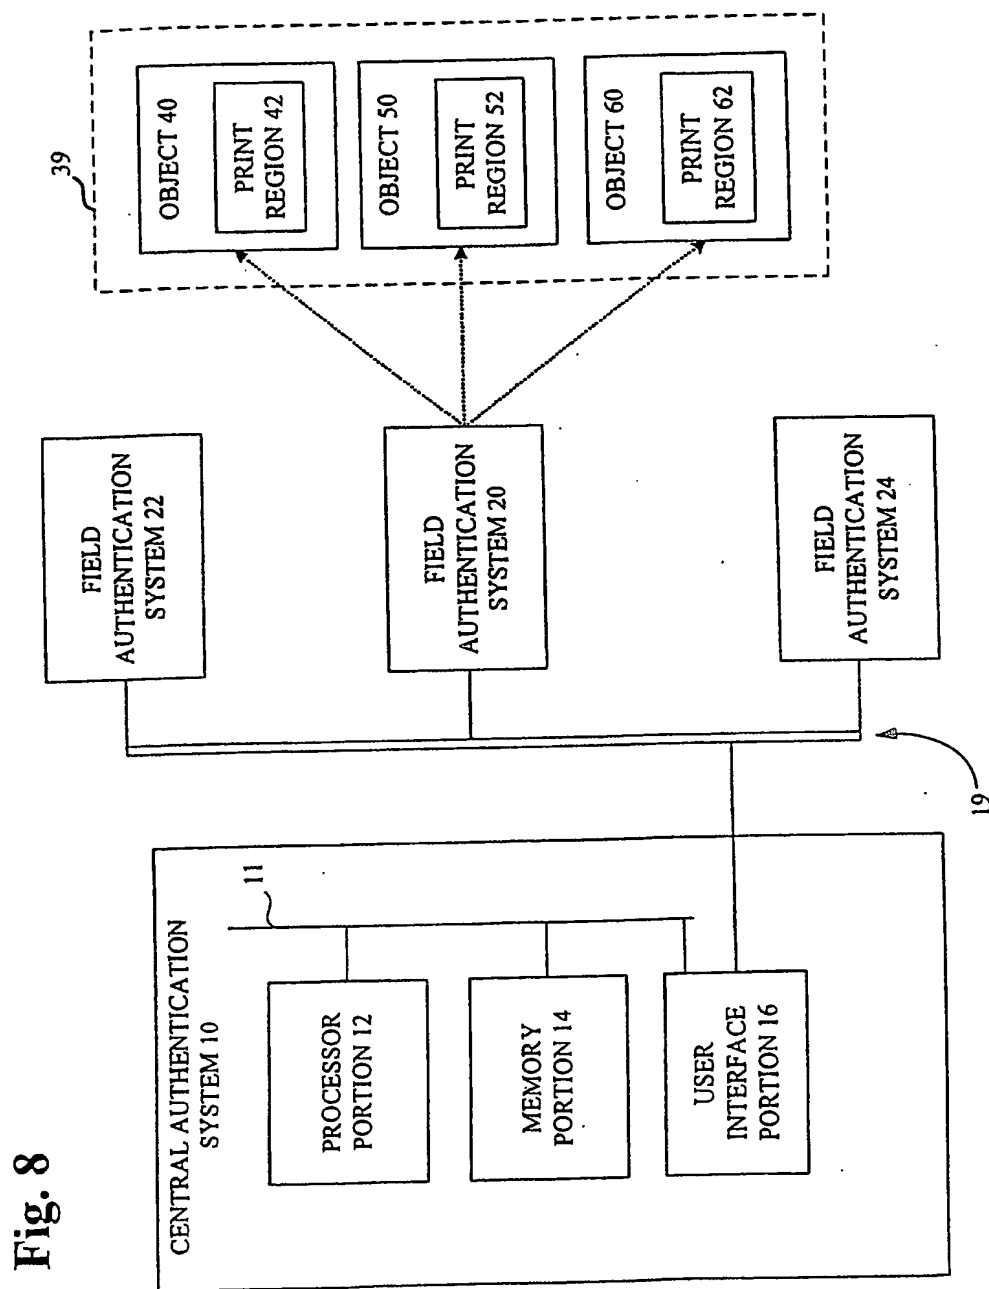 Fig. 8
CENTRAL AUTHENTICATION
SYSTEM 10
11
PROCESSOR
PORTION 12
MEMORY
PORTION 14
USER
INTERFACE
PORTION 16
19
FIELD
AUTHENTICATION
SYSTEM 22
FIELD
AUTHENTICATION
SYSTEM 20
FIELD
AUTHENTICATION
SYSTEM 24
39
OBJECT 40
PRINT
REGION 42
OBJECT 50
PRINT
REGION 52
OBJECT 60
PRINT
REGION 62